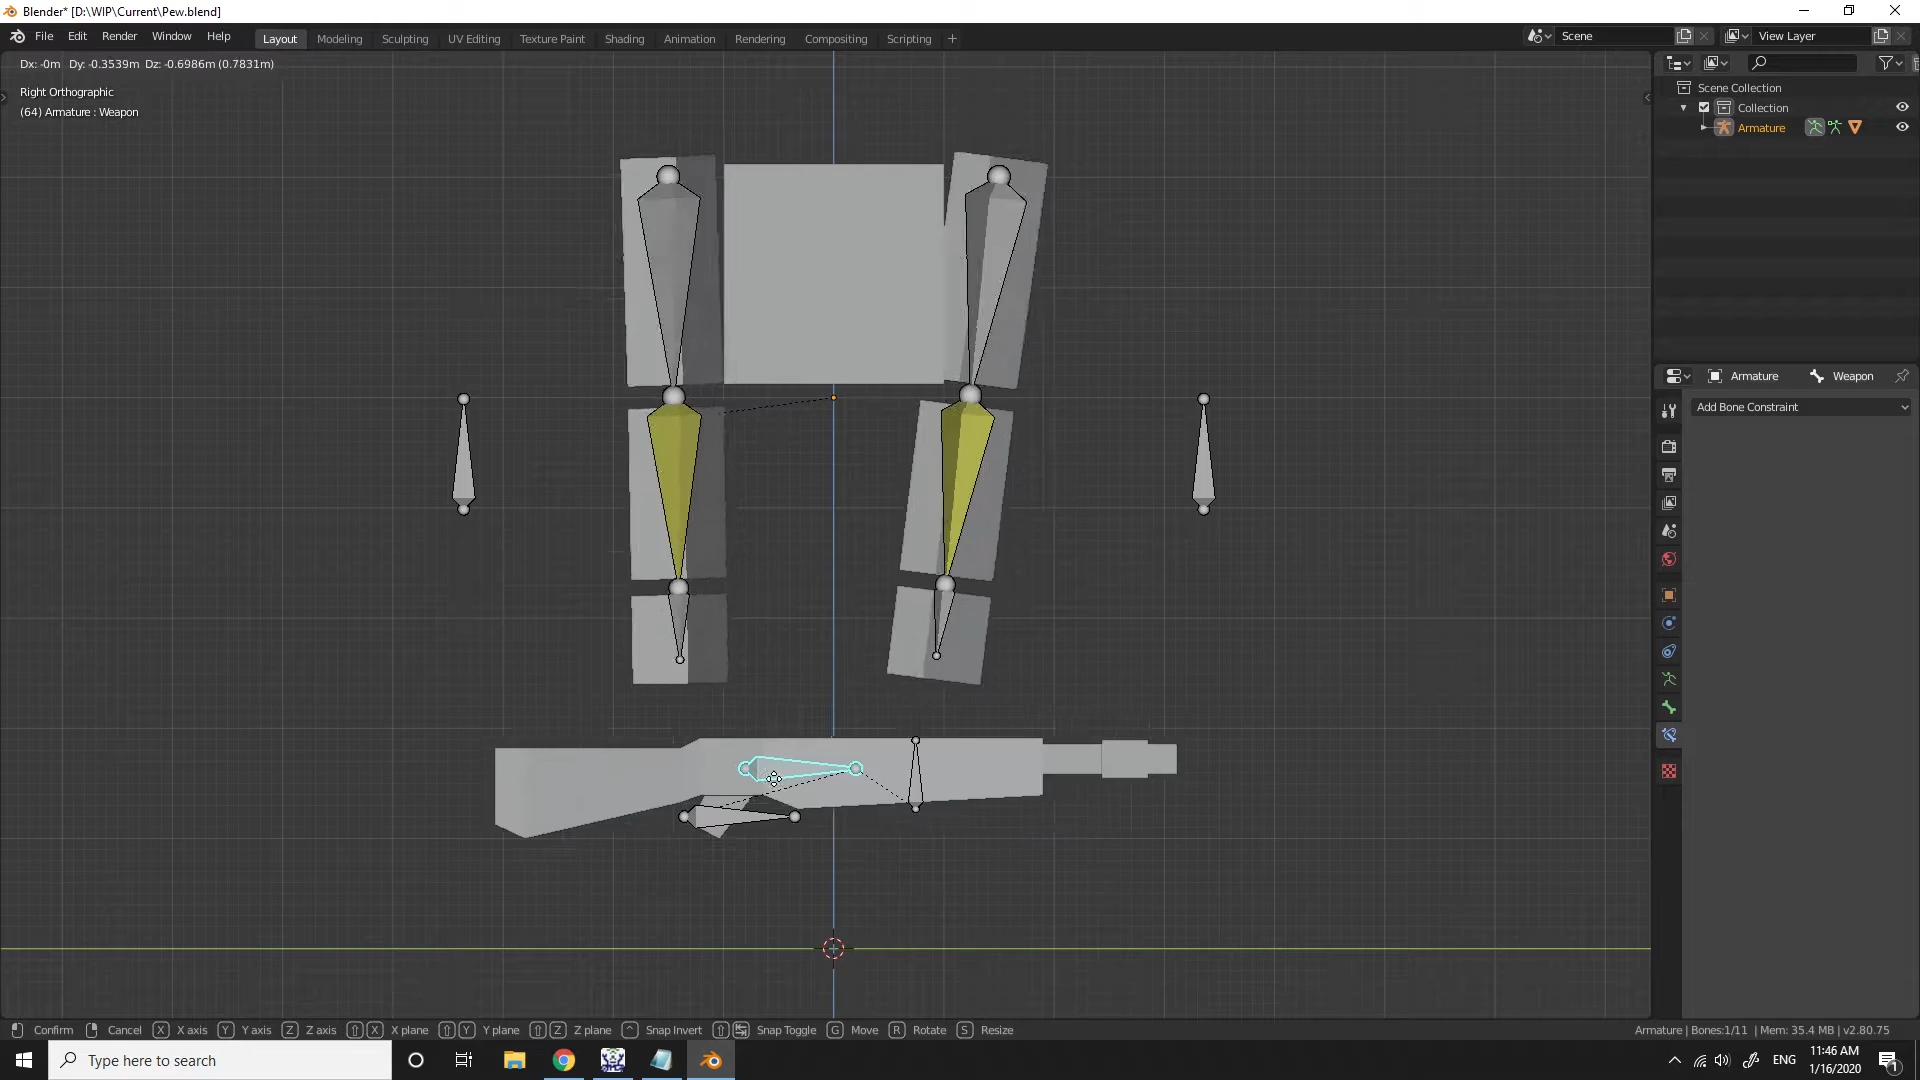 Blender* [D:\WIP\Current\Pew.blend]
File Edit Render Window Help
Layout Modeling Sculpting UV Editing Texture Paint Shading Animation Rendering Compositing Scripting +
Scene
View Layer
Dx: -0m Dy: -0.3539m Dz: -0.6986m (0.7831m)
Right Orthographic
(64) Armature : Weapon
Scene Collection
Collection
Armature
Armature Weapon
Add Bone Constraint
Confirm Cancel X X axis Y Y axis Z Z axis X X plane Y Y plane Z Z plane ^ Snap Invert Snap Toggle G Move R Rotate S Resize
Armature | Bones:1/11 | Mem: 35.4 MB | v2.80.75
Type here to search
ENG
11:46 AM
1/16/2020
1